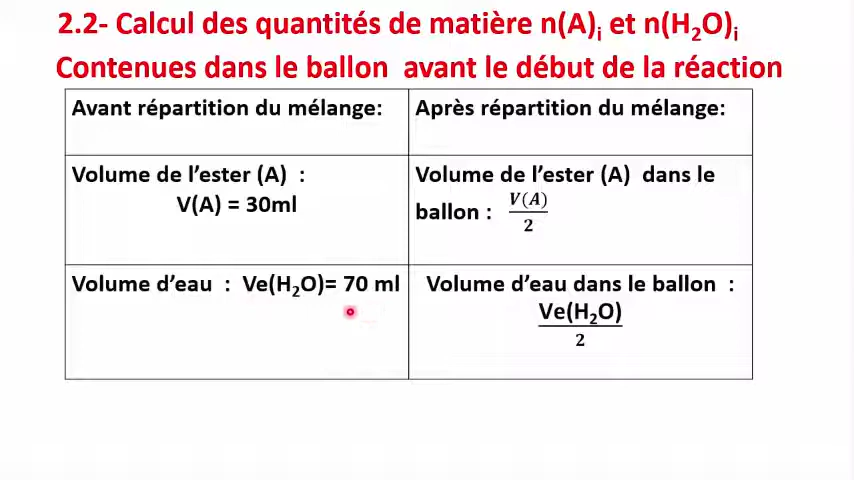 2.2- Calcul des quantités de matière n(A)i et n(H2O)i
Contenues dans le ballon avant le début de la réaction
Avant répartition du mélange:
Après répartition du mélange:
Volume de l'ester (A) :
V(A) = 30ml
Volume de l'ester (A) dans le
ballon : V(A)/2
Volume d'eau : Ve(H2O)= 70 ml
Volume d'eau dans le ballon :
Ve(H2O)
2